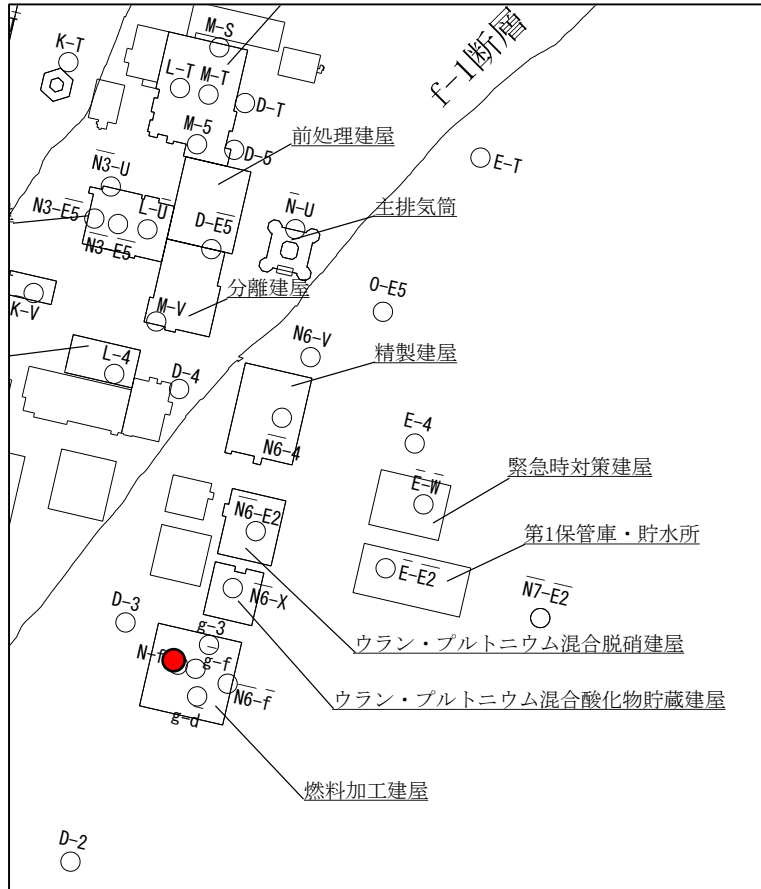 M-S
K-T
f-1断層
L-T
M-T
D-T
M-5
前処理建屋
D-5
E-T
N3-U
主排気筒
N-U
N3-E5
L-U
D-E5
N3-E5
分離建屋
O-E5
K-V
M-V
N6-V
精製建屋
L-4
D-4
E-4
N6-4
緊急時対策建屋
E-W
N6-E2
第1保管庫・貯水所
E-E2
N7-E2
N6-X
D-3
g-3
ウラン・プルトニウム混合脱硝建屋
N-f
g-f
N6-f
ウラン・プルトニウム混合酸化物貯蔵建屋
g-d
燃料加工建屋
D-2